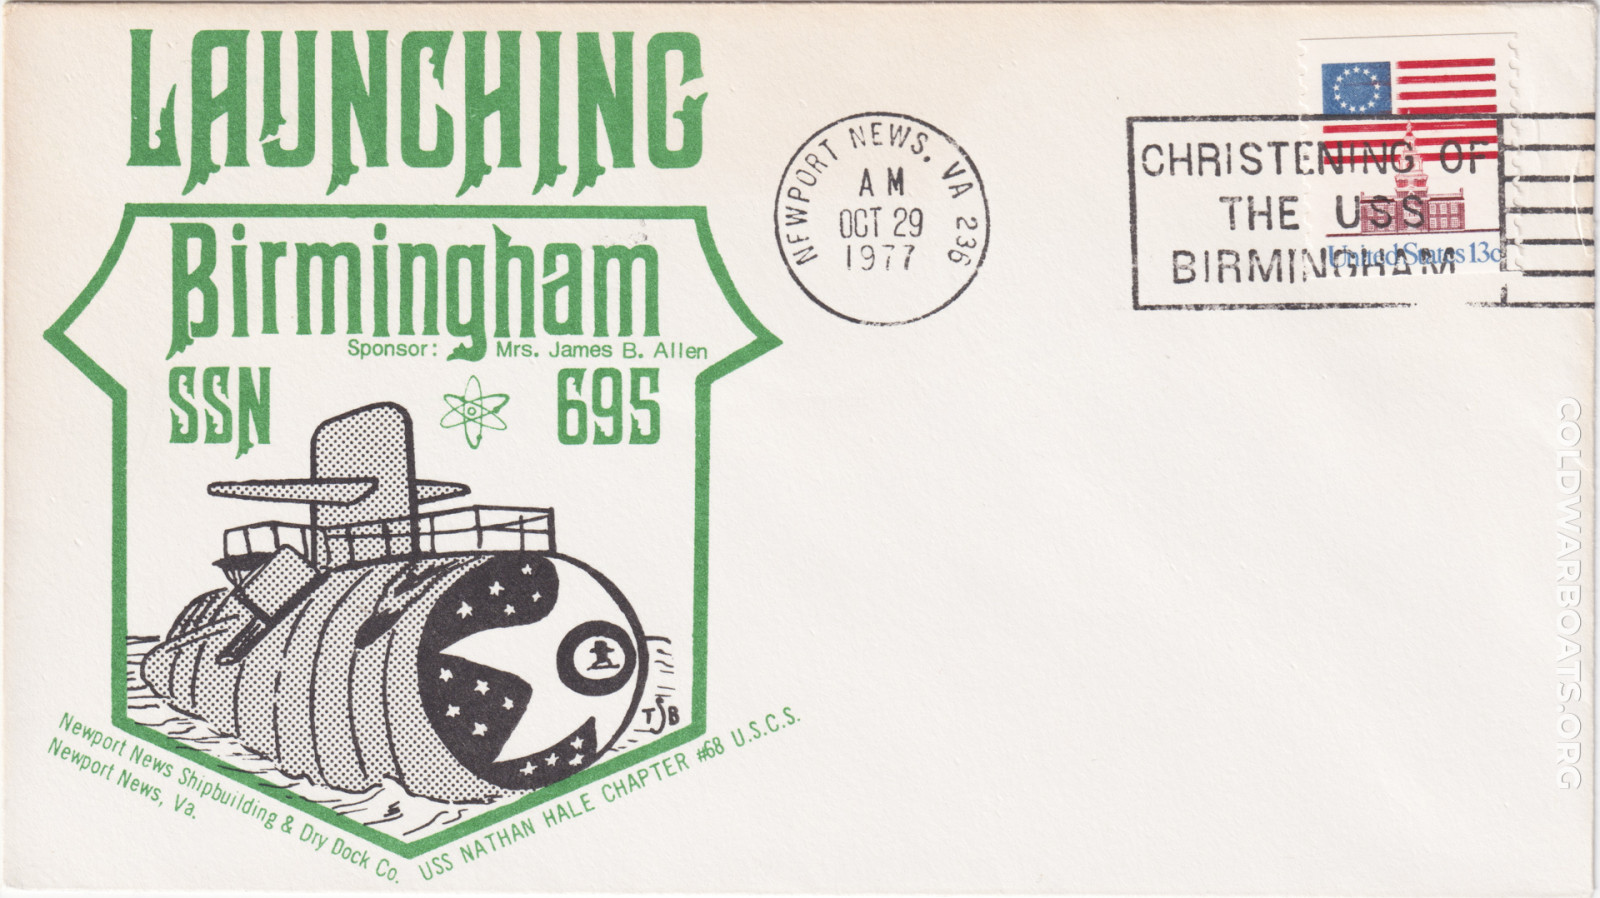 LAUNCHING
Birmingham
Sponsor: Mrs. James B. Allen
SSN 695
TJB
Newport News Shipbuilding & Dry Dock Co.
Newport News, Va.
USS NATHAN HALE CHAPTER #68 U.S.C.S.
NEWPORT NEWS, VA 236
AM
OCT 29
1977
CHRISTENING OF
THE USS
BIRMINGHAM
United States 13c
COLDWARBOATS.ORG